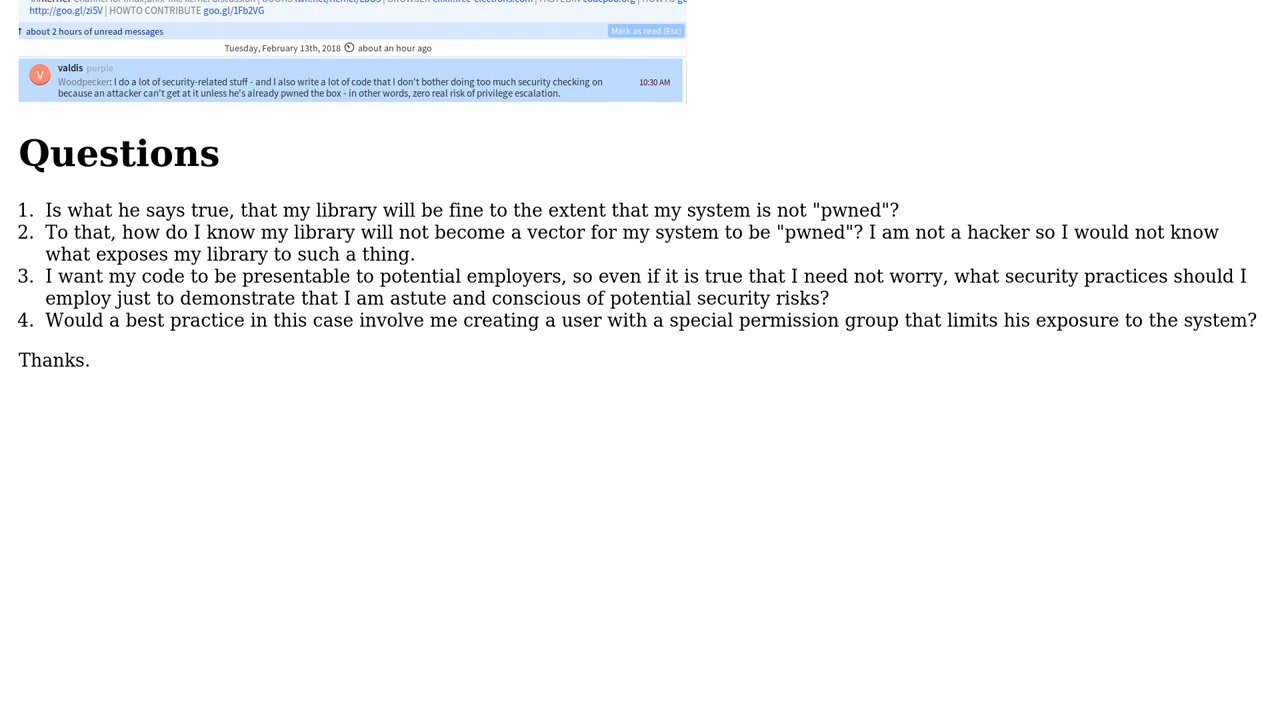 http://goo.gl/zi5V | HOWTO CONTRIBUTE goo.gl/1Fb2VG
↑ about 2 hours of unread messages Mark as read (Esc)
Tuesday, February 13th, 2018 about an hour ago
valdis purple
V Woodpecker: I do a lot of security-related stuff - and I also write a lot of code that I don't bother doing too much security checking on 10:30 AM
because an attacker can't get at it unless he's already pwned the box - in other words, zero real risk of privilege escalation.
Questions
1. Is what he says true, that my library will be fine to the extent that my system is not "pwned"?
2. To that, how do I know my library will not become a vector for my system to be "pwned"? I am not a hacker so I would not know
what exposes my library to such a thing.
3. I want my code to be presentable to potential employers, so even if it is true that I need not worry, what security practices should I
employ just to demonstrate that I am astute and conscious of potential security risks?
4. Would a best practice in this case involve me creating a user with a special permission group that limits his exposure to the system?
Thanks.